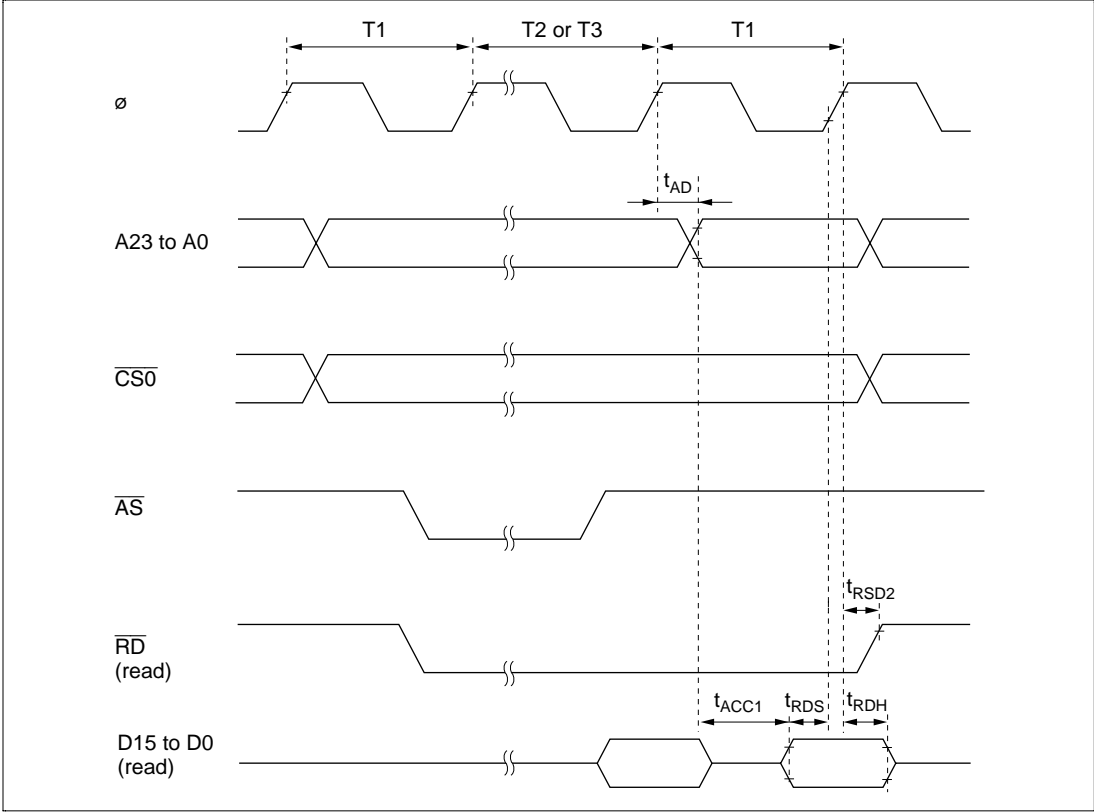 T1 T2 or T3 T1
ø
tAD
A23 to A0
CS0
AS
tRSD2
RD
(read)
tACC1 tRDS tRDH
D15 to D0
(read)